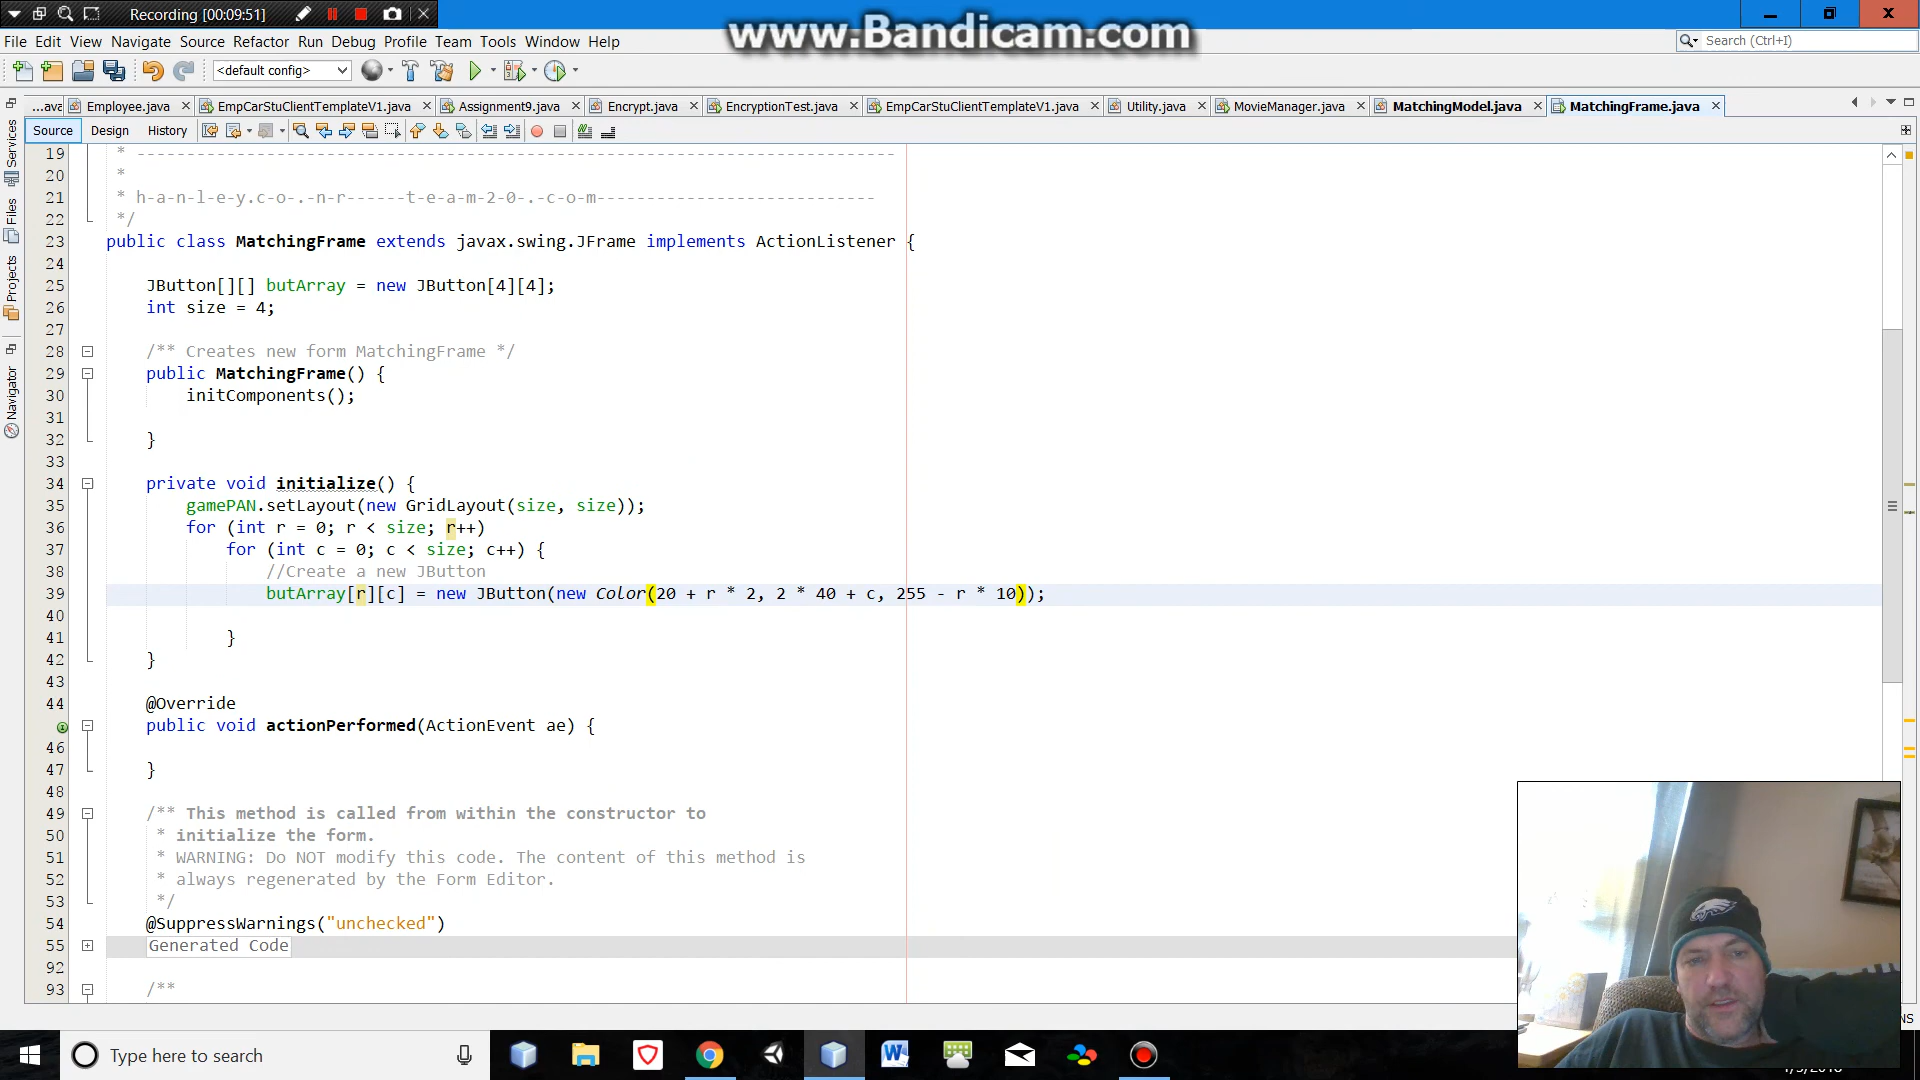 Recording [00:09:51]
www.Bandicam.com
File Edit View Navigate Source Refactor Run Debug Profile Team Tools Window Help
Search (Ctrl+I)
<default config>
...ava Employee.java EmpCarStuClientTemplateV1.java Assignment9.java Encrypt.java EncryptionTest.java EmpCarStuClientTemplateV1.java Utility.java MovieManager.java MatchingModel.java MatchingFrame.java
Source Design History
Services
Files
Projects
Navigator
19 * ----------------------------------------------------------------------------
20 *
21 * h-a-n-l-e-y.c-o-.-n-r------t-e-a-m-2-0-.-c-o-m----------------------------
22 */
23 public class MatchingFrame extends javax.swing.JFrame implements ActionListener {
24
25 JButton[][] butArray = new JButton[4][4];
26 int size = 4;
27
28 /** Creates new form MatchingFrame */
29 public MatchingFrame() {
30 initComponents();
31
32 }
33
34 private void initialize() {
35 gamePAN.setLayout(new GridLayout(size, size));
36 for (int r = 0; r < size; r++)
37 for (int c = 0; c < size; c++) {
38 //Create a new JButton
39 butArray[r][c] = new JButton(new Color(20 + r * 2, 2 * 40 + c, 255 - r * 10));
40
41 }
42 }
43
44 @Override
public void actionPerformed(ActionEvent ae) {
46
47 }
48
49 /** This method is called from within the constructor to
50 * initialize the form.
51 * WARNING: Do NOT modify this code. The content of this method is
52 * always regenerated by the Form Editor.
53 */
54 @SuppressWarnings("unchecked")
55 Generated Code
92
93 /**
Type here to search